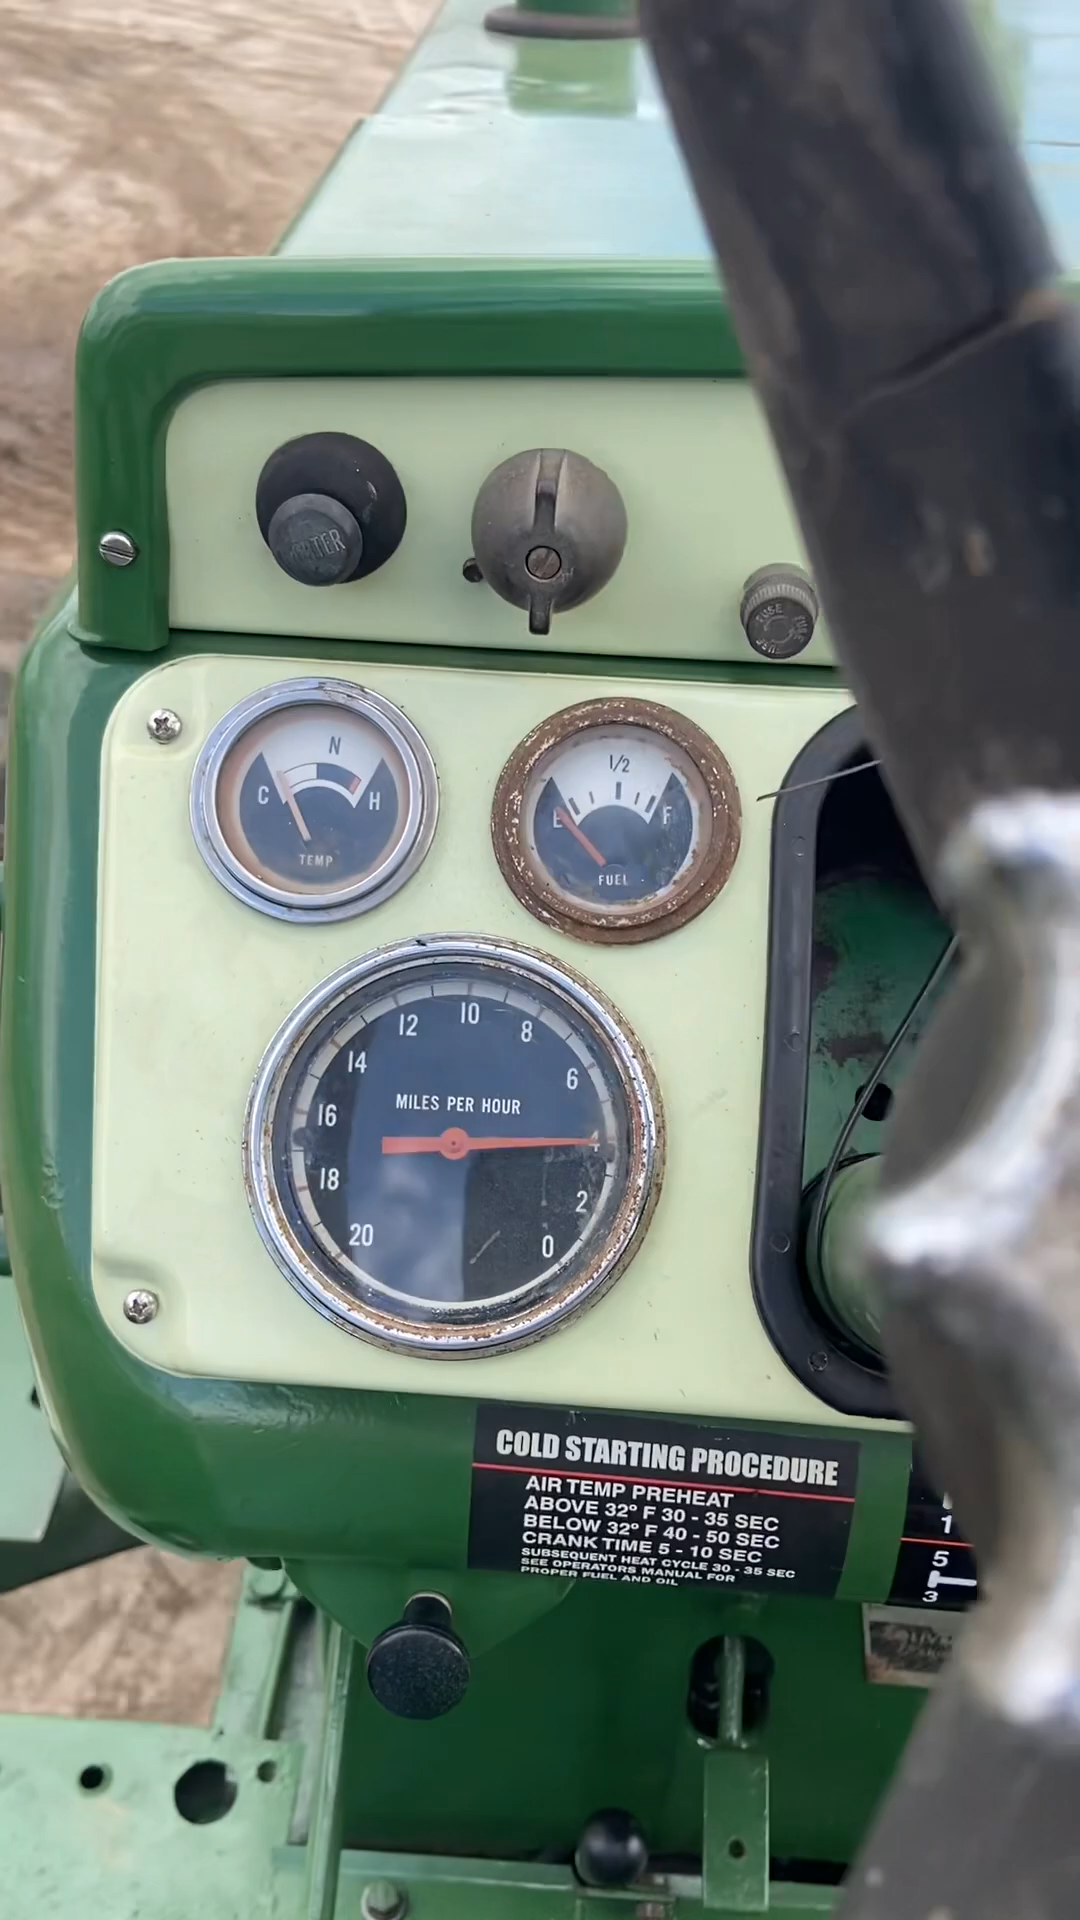 FUSE
N
C H
TEMP
1/2
E F
FUEL
10
12 8
14 6
MILES PER HOUR
16
4
18 2
20 0
COLD STARTING PROCEDURE
AIR TEMP PREHEAT
ABOVE 32° F 30 - 35 SEC
BELOW 32° F 40 - 50 SEC
CRANK TIME 5 - 10 SEC
SUBSEQUENT HEAT CYCLE 30 - 35 SEC
SEE OPERATORS MANUAL FOR
PROPER FUEL AND OIL
1
5
3